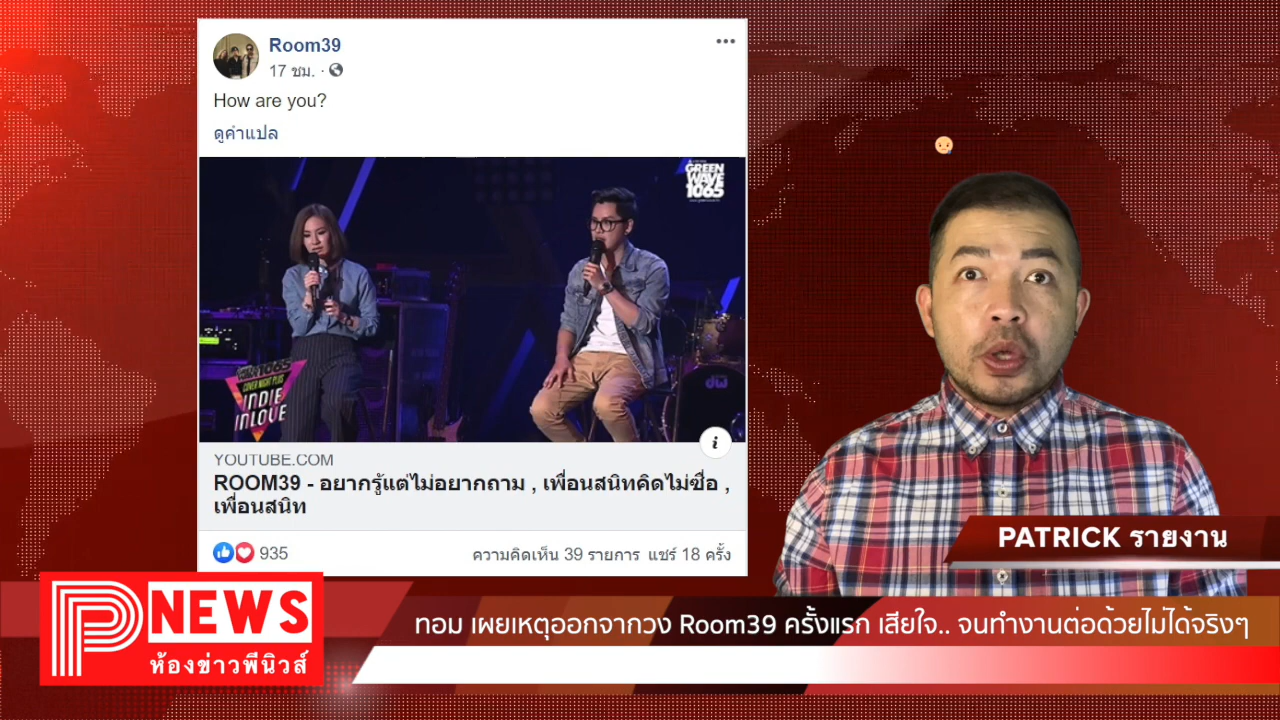 Room39
17 ชม. ·
How are you?
ดูคำแปล
GREEN
WAVE
1065
COVER NIGHT PLUS
INDIE
INLOVE
dw
i
YOUTUBE.COM
ROOM39 - อยากรู้แต่ไม่อยากถาม , เพื่อนสนิทคิดไม่ซื่อ ,
เพื่อนสนิท
935
ความคิดเห็น 39 รายการ แชร์ 18 ครั้ง
PATRICK รายงาน
P NEWS
ห้องข่าวพีนิวส์
ทอม เผยเหตุออกจากวง Room39 ครั้งแรก เสียใจ.. จนทำงานต่อด้วยไม่ได้จริงๆ